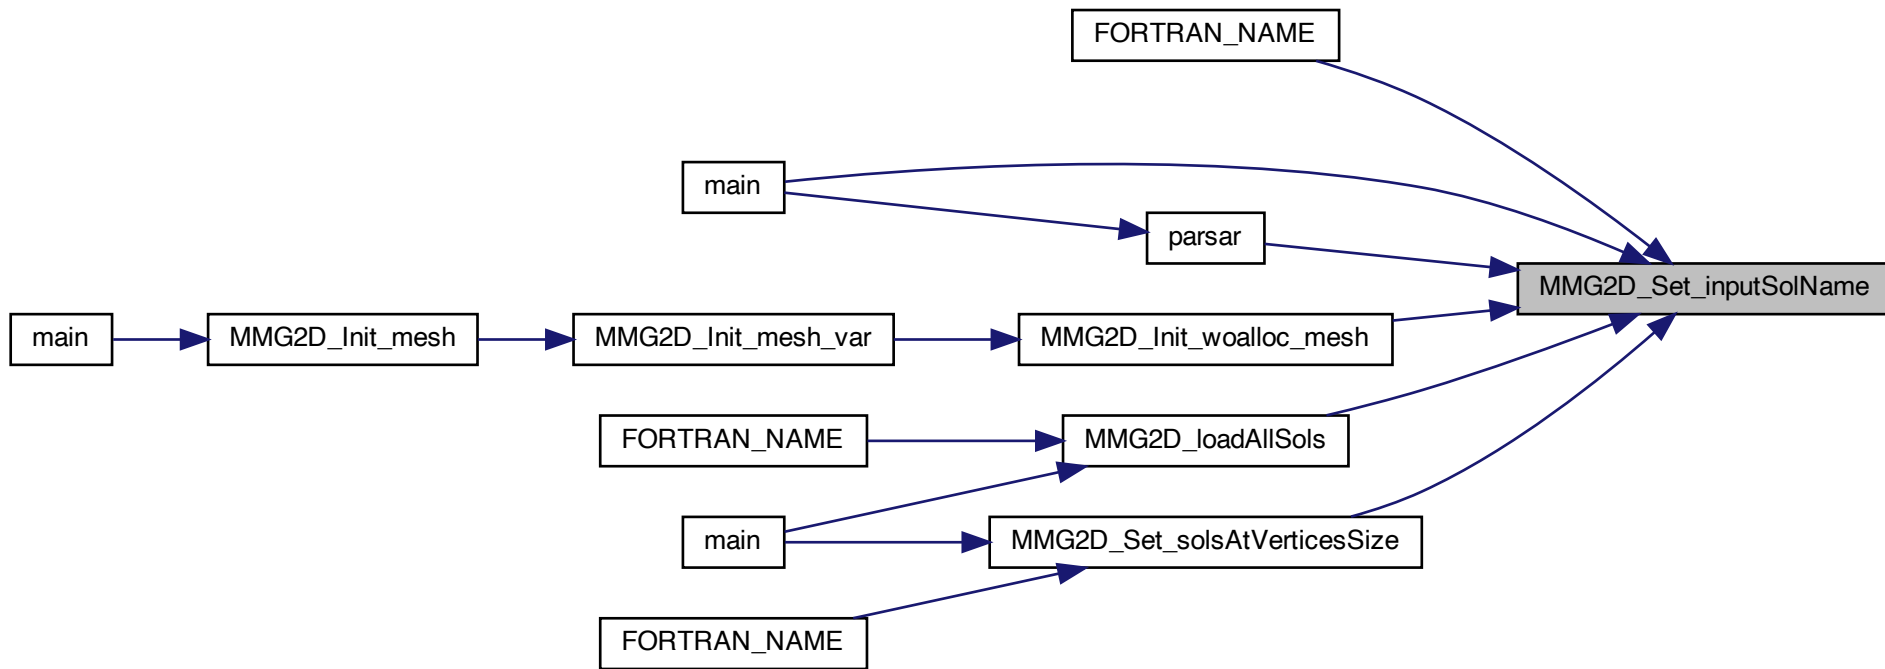 FORTRAN_NAME
main
parsar
MMG2D_Set_inputSolName
main
MMG2D_Init_mesh
MMG2D_Init_mesh_var
MMG2D_Init_woalloc_mesh
FORTRAN_NAME
MMG2D_loadAllSols
main
MMG2D_Set_solsAtVerticesSize
FORTRAN_NAME